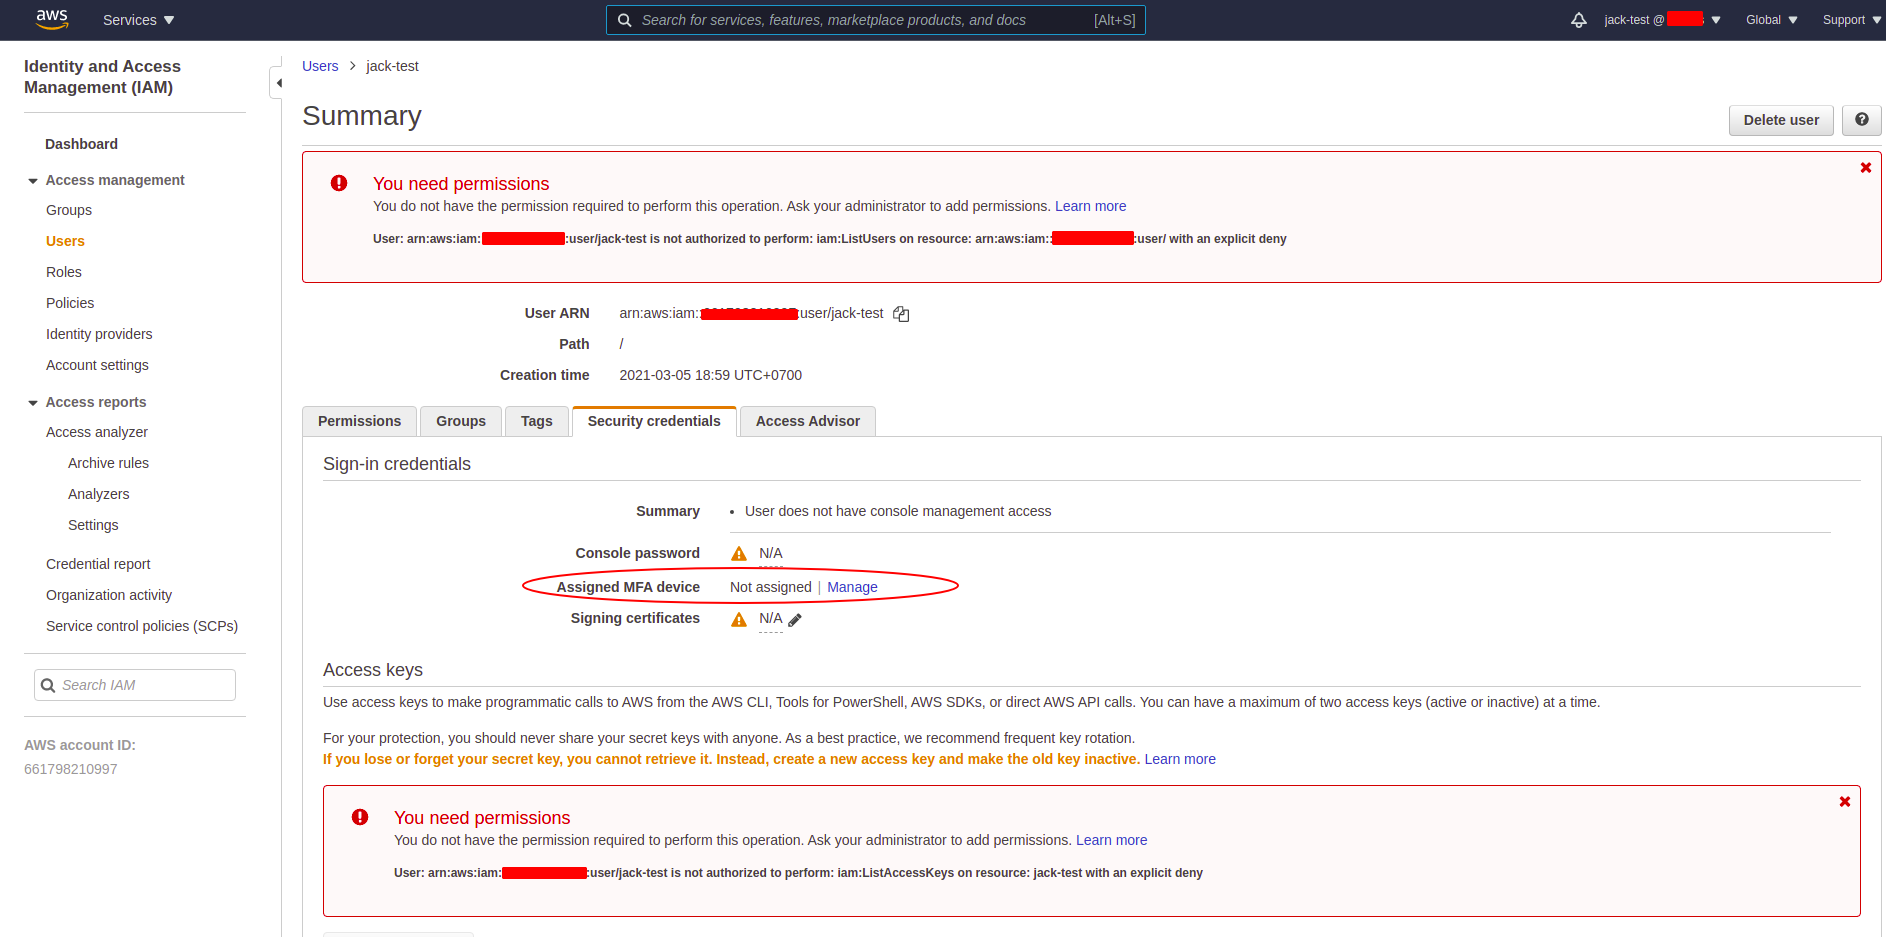 aws Services Search for services, features, marketplace products, and docs [Alt+S] jack-test @ Global Support
Identity and Access
Management (IAM)
Dashboard
Access management
Groups
Users
Roles
Policies
Identity providers
Account settings
Access reports
Access analyzer
Archive rules
Analyzers
Settings
Credential report
Organization activity
Service control policies (SCPs)
Search IAM
AWS account ID:
661798210997
Users > jack-test
Summary
Delete user
You need permissions
You do not have the permission required to perform this operation. Ask your administrator to add permissions. Learn more
User: arn:aws:iam: :user/jack-test is not authorized to perform: iam:ListUsers on resource: arn:aws:iam:: :user/ with an explicit deny
User ARN arn:aws:iam:: :user/jack-test
Path /
Creation time 2021-03-05 18:59 UTC+0700
Permissions Groups Tags Security credentials Access Advisor
Sign-in credentials
Summary • User does not have console management access
Console password N/A
Assigned MFA device Not assigned | Manage
Signing certificates N/A
Access keys
Use access keys to make programmatic calls to AWS from the AWS CLI, Tools for PowerShell, AWS SDKs, or direct AWS API calls. You can have a maximum of two access keys (active or inactive) at a time.
For your protection, you should never share your secret keys with anyone. As a best practice, we recommend frequent key rotation.
If you lose or forget your secret key, you cannot retrieve it. Instead, create a new access key and make the old key inactive. Learn more
You need permissions
You do not have the permission required to perform this operation. Ask your administrator to add permissions. Learn more
User: arn:aws:iam: :user/jack-test is not authorized to perform: iam:ListAccessKeys on resource: jack-test with an explicit deny